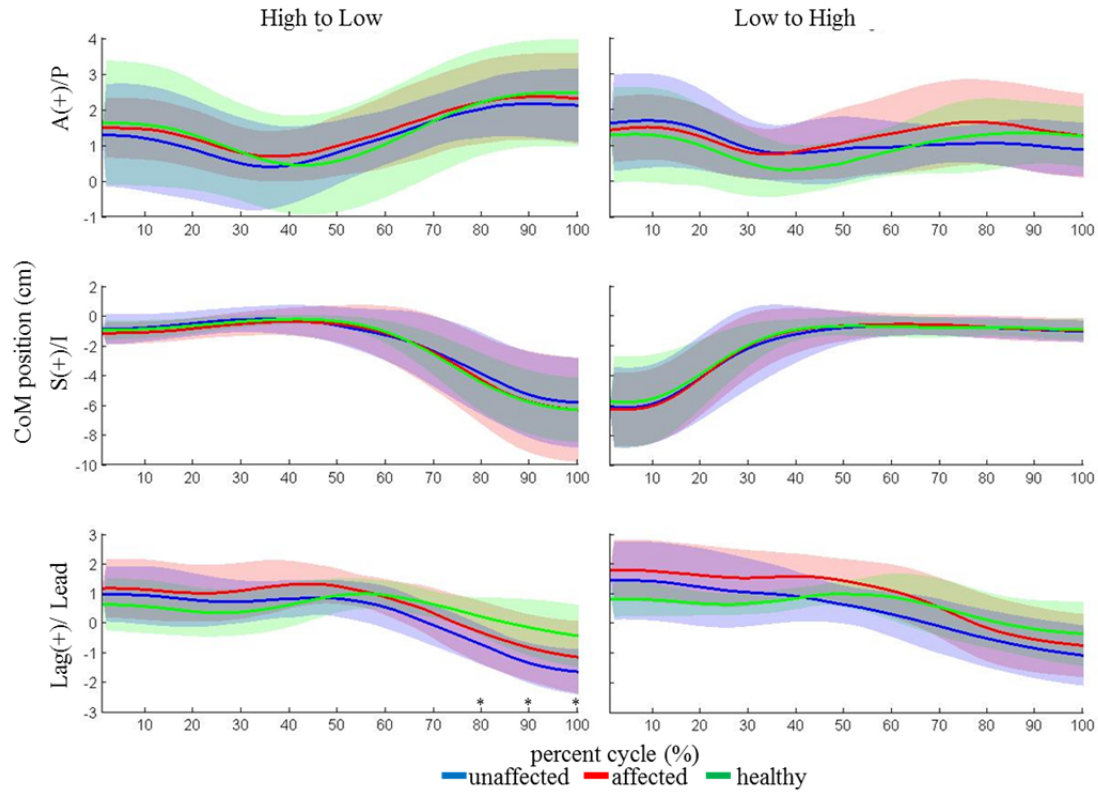 High to Low
Low to High
CoM position (cm)
A(+)/P
4
3
2
1
0
-1
10 20 30 40 50 60 70 80 90 100
10 20 30 40 50 60 70 80 90 100
S(+)/I
2
0
-2
-4
-6
-8
-10
10 20 30 40 50 60 70 80 90 100
10 20 30 40 50 60 70 80 90 100
Lag(+)/ Lead
3
2
1
0
-1
-2
-3
* * *
10 20 30 40 50 60 70 80 90 100
10 20 30 40 50 60 70 80 90 100
percent cycle (%)
unaffected affected healthy